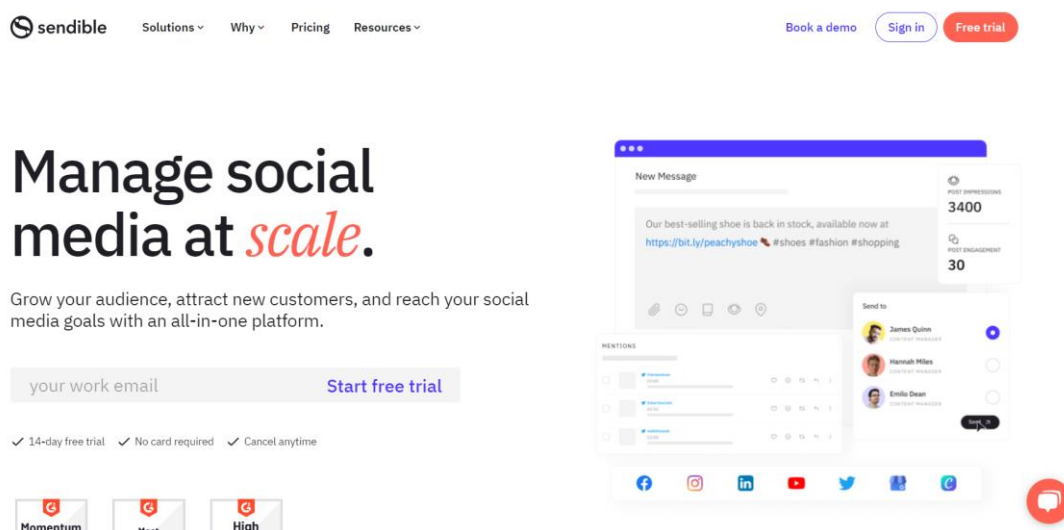 sendible
Solutions
Why
Pricing
Resources
Book a demo
Sign in
Free trial
Manage social
media at scale.
Grow your audience, attract new customers, and reach your social
media goals with an all-in-one platform.
your work email
Start free trial
14-day free trial
No card required
Cancel anytime
Momentum
High
New Message
Our best-selling shoe is back in stock, available now at
https://bit.ly/peachyshoe #shoes #fashion #shopping
POST IMPRESSIONS
3400
POST ENGAGEMENT
30
Send to
James Quinn
CONTENT MANAGER
Hannah Miles
CONTENT MANAGER
Emilio Dean
CONTENT MANAGER
Send
MENTIONS